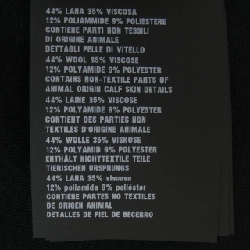 44% LANA 35% VISCOSA
12% POLIAMMIDE 9% POLIESTERE
CONTIENE PARTI NON TESSILI
DI ORIGINE ANIMALE
DETTAGLI PELLE DI VITELLO
44% WOOL 35% VISCOSE
12% POLYAMIDE 9% POLYESTER
CONTAINS NON-TEXTILE PARTS OF
ANIMAL ORIGIN CALF SKIN DETAILS
44% LAINE 35% VISCOSE
12% POLYAMIDE 9% POLYESTER
CONTIENT DES PARTIES NON
TEXTILES D'ORIGINE ANIMALE
44% WOLLE 35% VISKOSE
12% POLYAMID 9% POLYESTER
ENTHÄLT NICHTTEXTILE TEILE
TIERISCHER URSPRUNGS
44% LANA 35% viscosa
12% poliamida 9% poliéster
CONTIENE PARTES NO TEXTILES
DE ORIGEN ANIMAL
DETALLES DE PIEL DE BECERRO